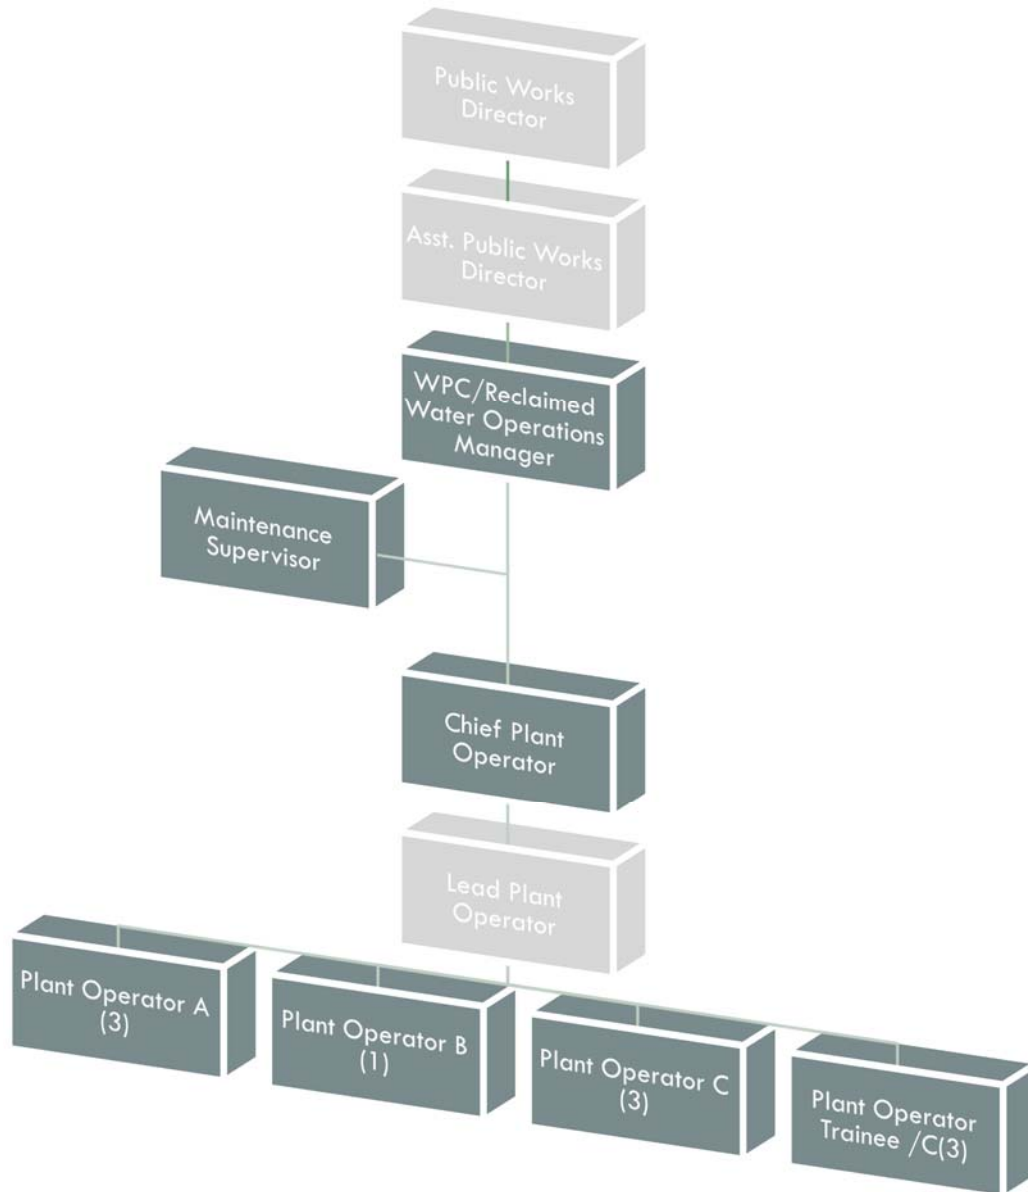 Public Works
Director
Asst. Public Works
Director
WPC/Reclaimed
Water Operations
Manager
Maintenance
Supervisor
Chief Plant
Operator
Lead Plant
Operator
Plant Operator A
(3)
Plant Operator B
(1)
Plant Operator C
(3)
Plant Operator
Trainee /C(3)